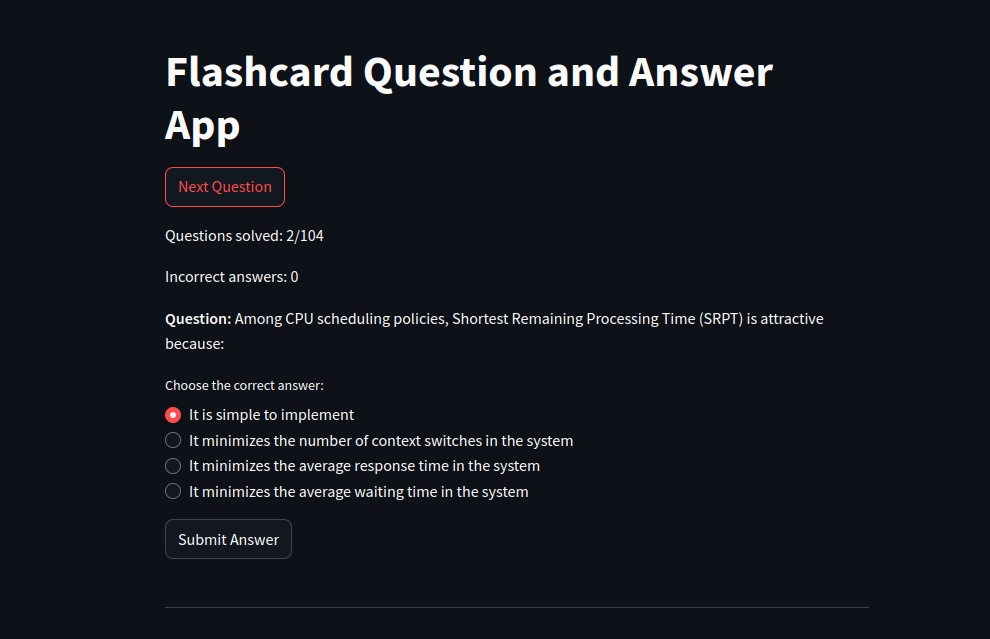 Flashcard Question and Answer
App
Next Question
Questions solved: 2/104
Incorrect answers: 0
Question: Among CPU scheduling policies, Shortest Remaining Processing Time (SRPT) is attractive
because:
Choose the correct answer:
It is simple to implement
It minimizes the number of context switches in the system
It minimizes the average response time in the system
It minimizes the average waiting time in the system
Submit Answer